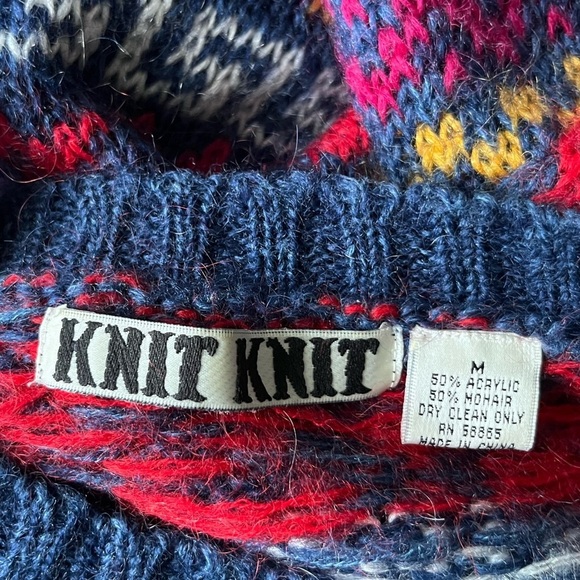 KNIT KNIT
M
50% ACRYLIC
50% MOHAIR
DRY CLEAN ONLY
RN 58865
MADE IN CHINA